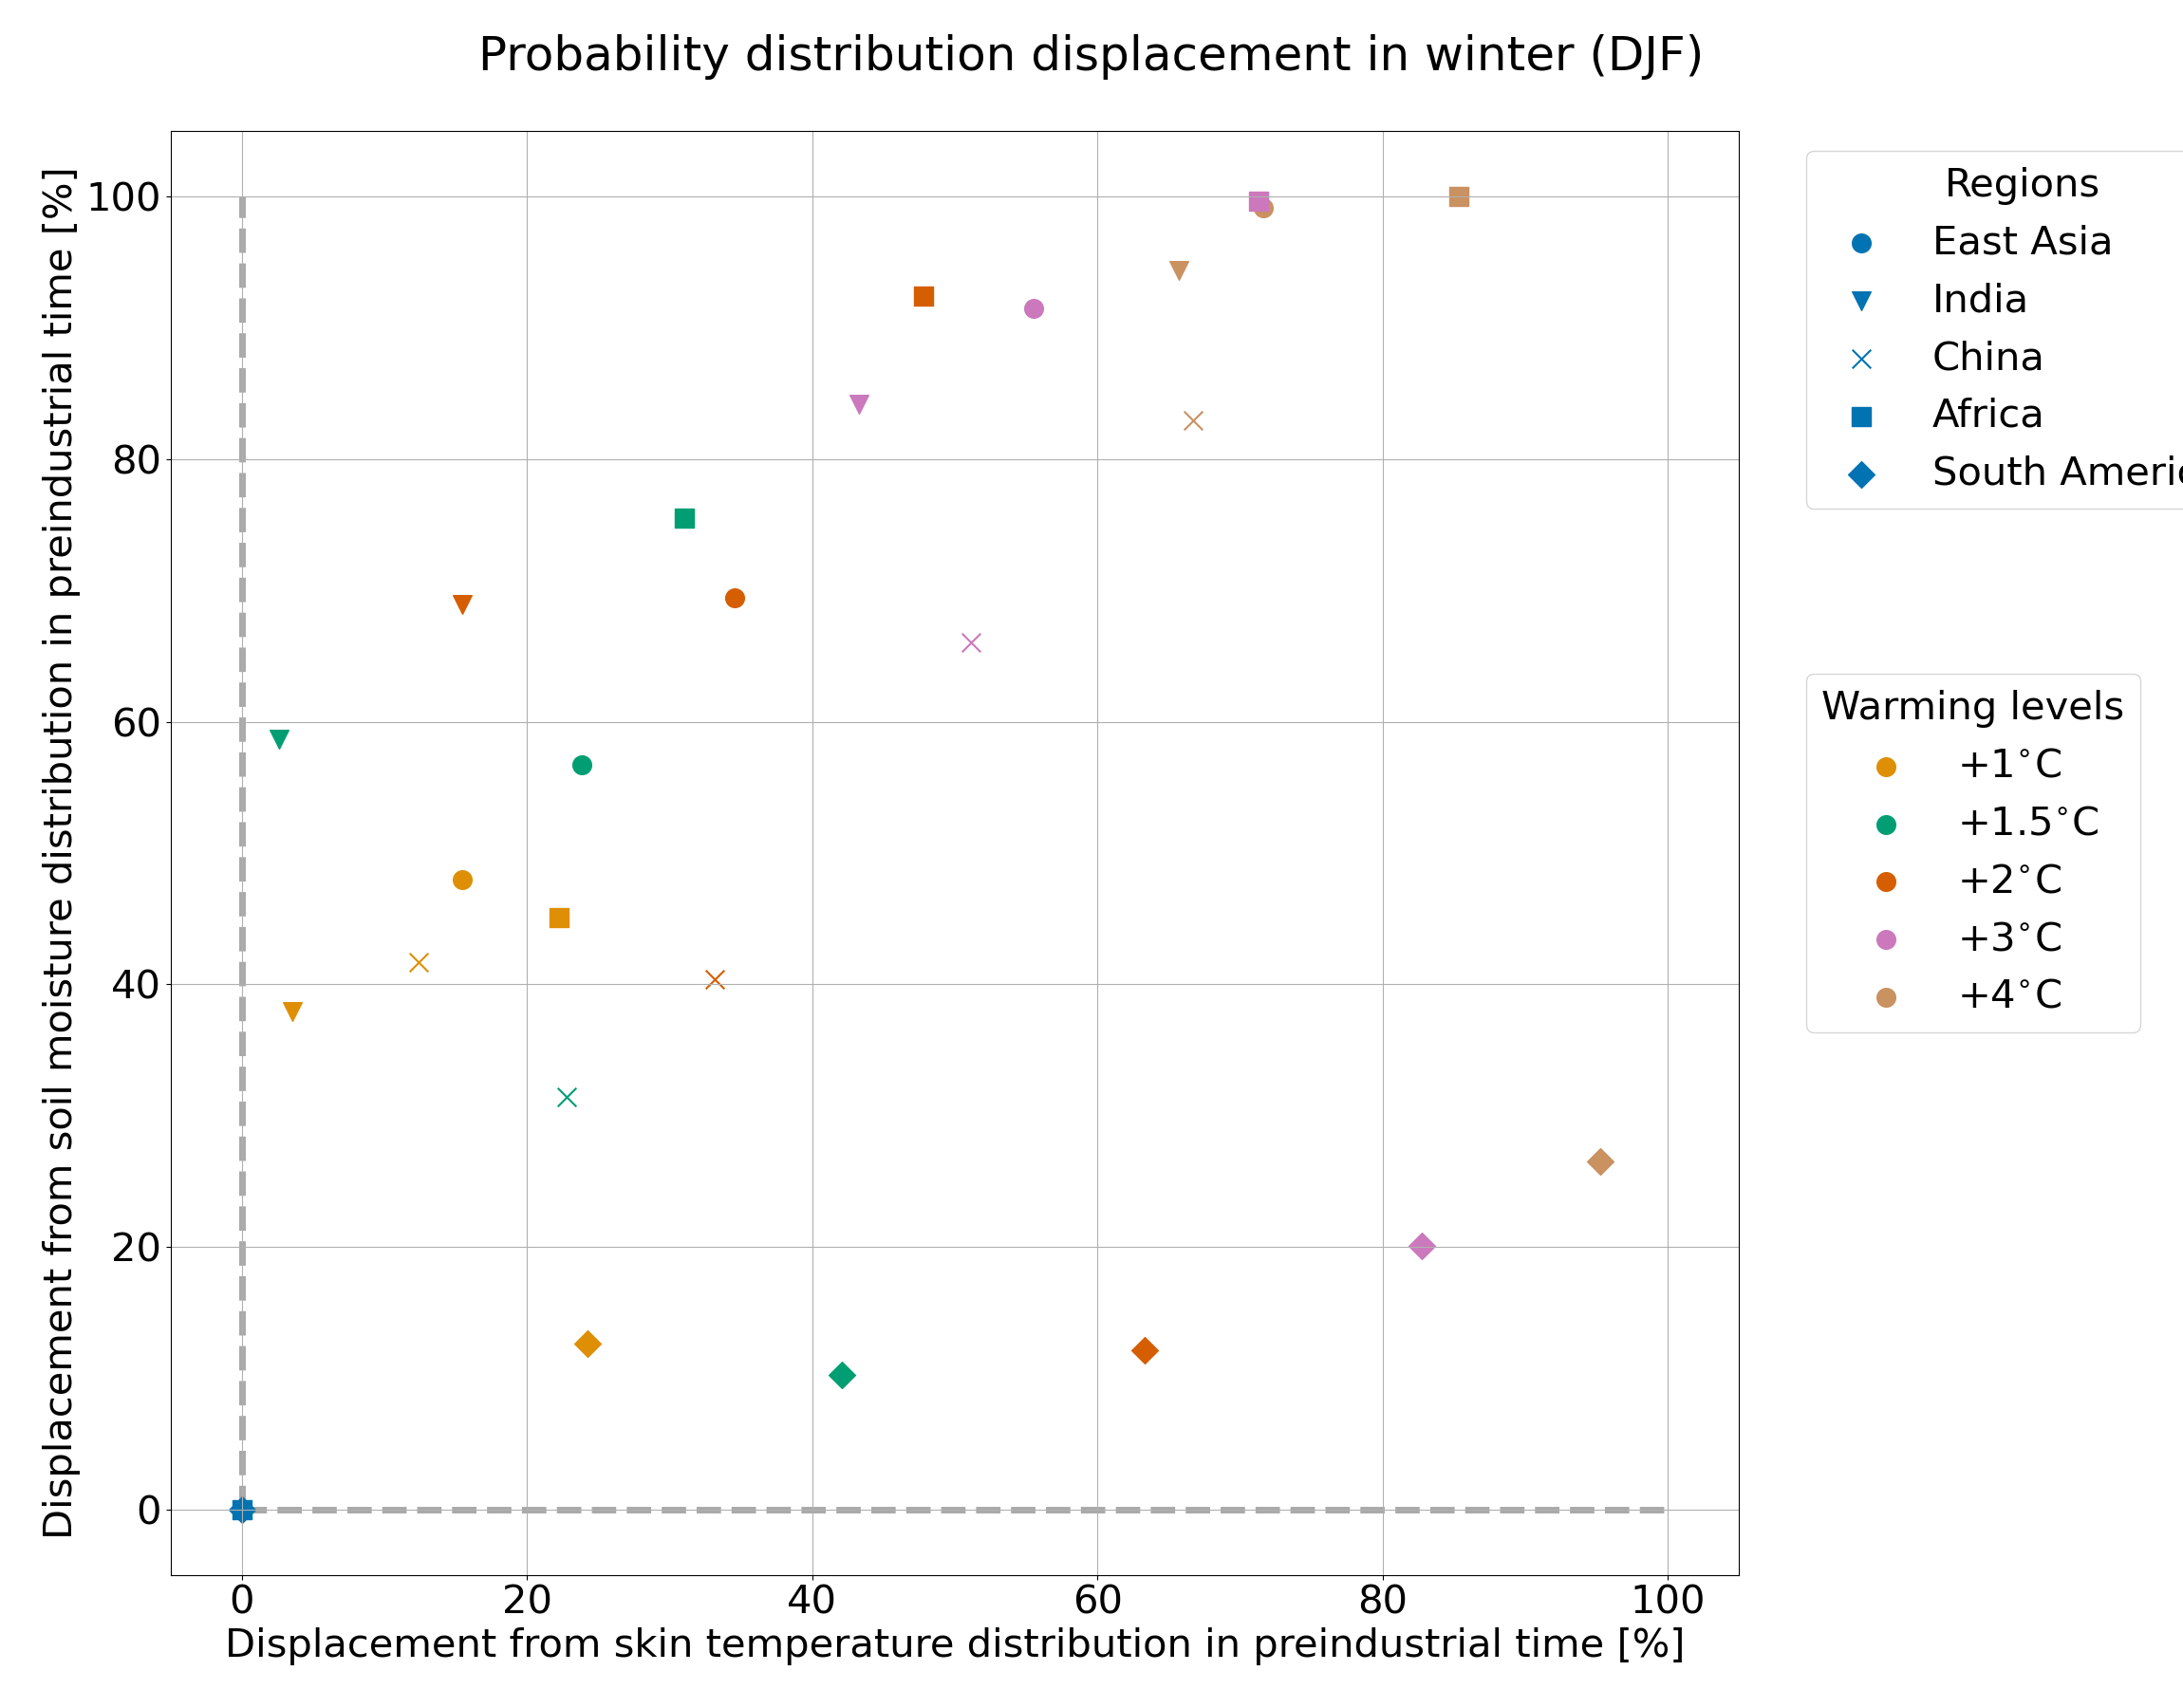 Probability distribution displacement in winter (DJF)
Displacement from soil moisture distribution in preindustrial time [%]
100
80
60
40
20
0
0 20 40 60 80 100
Displacement from skin temperature distribution in preindustrial time [%]
Regions
East Asia
India
China
Africa
South Ameri
Warming levels
+1°C
+1.5°C
+2°C
+3°C
+4°C